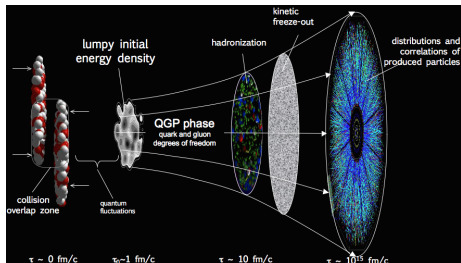 kinetic
freeze-out
lumpy initial
energy density
hadronization
distributions and
correlations of
produced particles
QGP phase
quark and gluon
degrees of freedom
collision
overlap zone
quantum
fluctuations
τ ~ 0 fm/c
τ₀~1 fm/c
τ ~ 10 fm/c
τ ~ 10¹⁵ fm/c